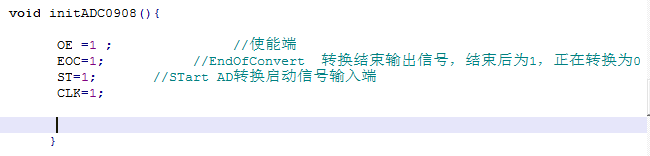 void initADC0908(){
OE =1 ; //使能端
EOC=1; //EndOfConvert 转换结束输出信号，结束后为1，正在转换为0
ST=1; //STart AD转换启动信号输入端
CLK=1;
}